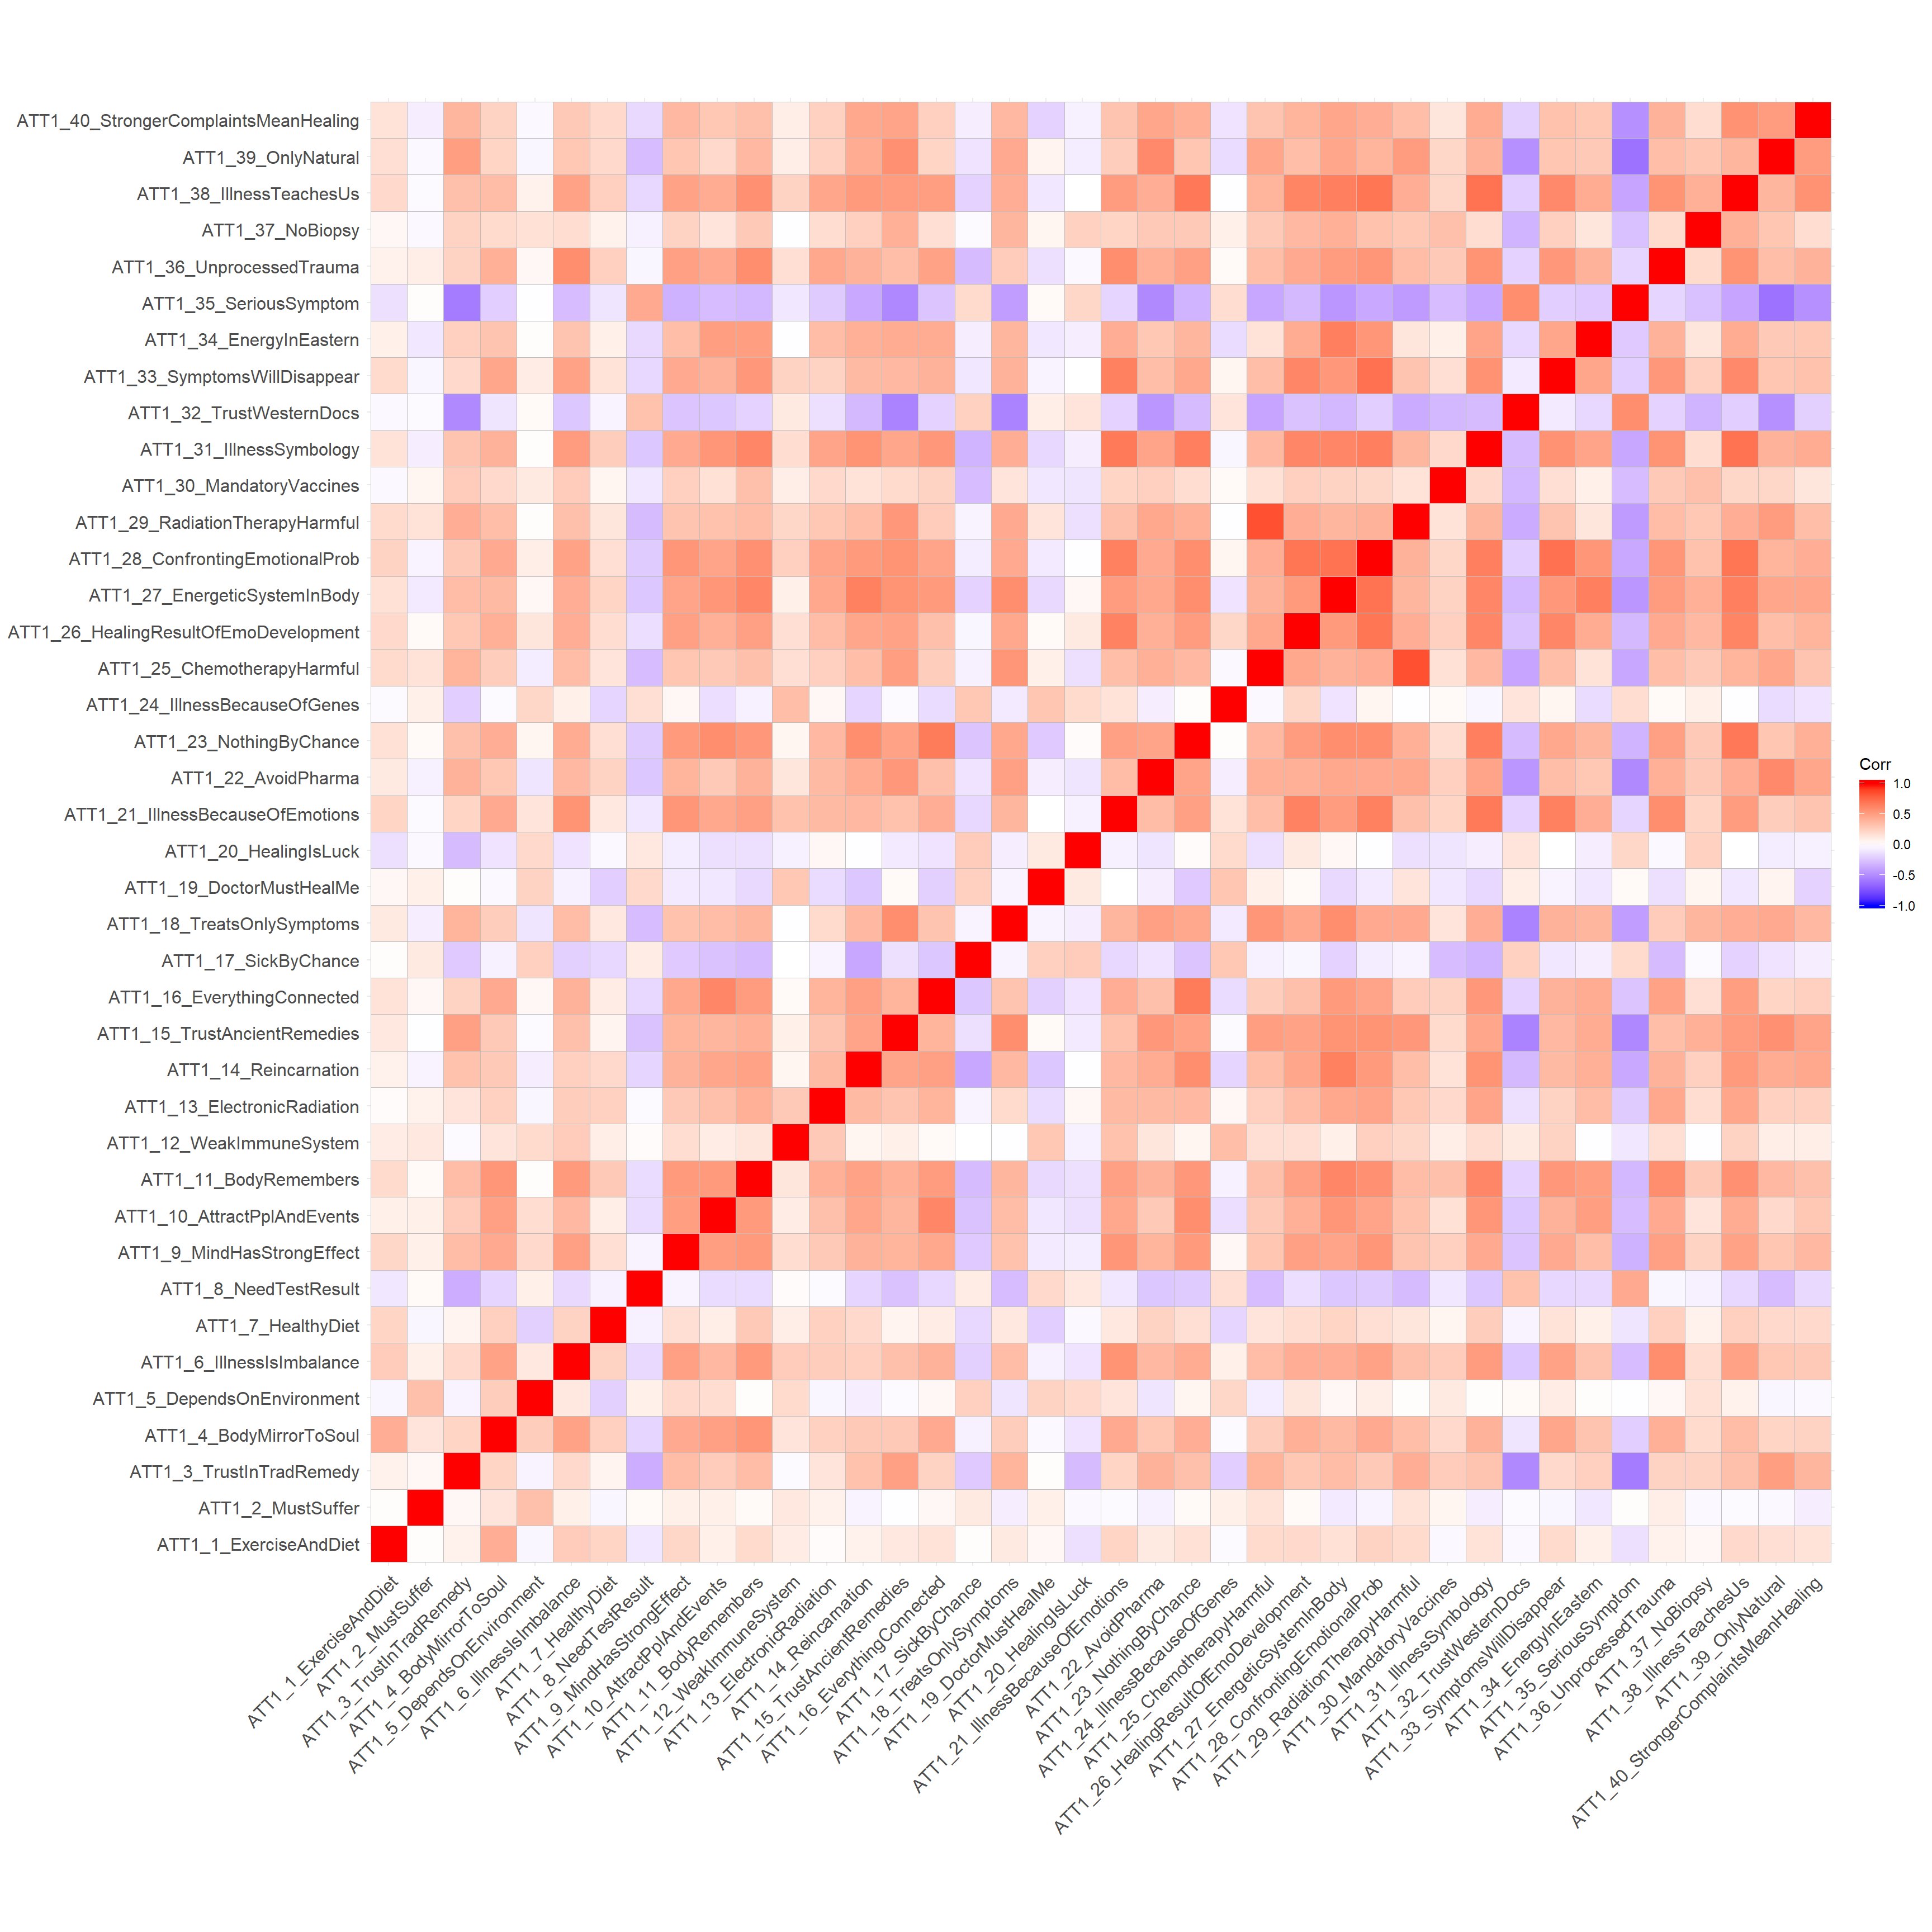 ATT1_40_StrongerComplaintsMeanHealing
ATT1_39_OnlyNatural
ATT1_38_IllnessTeachesUs
ATT1_37_NoBiopsy
ATT1_36_UnprocessedTrauma
ATT1_35_SeriousSymptom
ATT1_34_EnergyInEastern
ATT1_33_SymptomsWillDisappear
ATT1_32_TrustWesternDocs
ATT1_31_IllnessSymbology
ATT1_30_MandatoryVaccines
ATT1_29_RadiationTherapyHarmful
ATT1_28_ConfrontingEmotionalProb
ATT1_27_EnergeticSystemInBody
ATT1_26_HealingResultOfEmoDevelopment
ATT1_25_ChemotherapyHarmful
ATT1_24_IllnessBecauseOfGenes
ATT1_23_NothingByChance
ATT1_22_AvoidPharma
ATT1_21_IllnessBecauseOfEmotions
ATT1_20_HealingIsLuck
ATT1_19_DoctorMustHealMe
ATT1_18_TreatsOnlySymptoms
ATT1_17_SickByChance
ATT1_16_EverythingConnected
ATT1_15_TrustAncientRemedies
ATT1_14_Reincarnation
ATT1_13_ElectronicRadiation
ATT1_12_WeakImmuneSystem
ATT1_11_BodyRemembers
ATT1_10_AttractPplAndEvents
ATT1_9_MindHasStrongEffect
ATT1_8_NeedTestResult
ATT1_7_HealthyDiet
ATT1_6_IllnessIsImbalance
ATT1_5_DependsOnEnvironment
ATT1_4_BodyMirrorToSoul
ATT1_3_TrustInTradRemedy
ATT1_2_MustSuffer
ATT1_1_ExerciseAndDiet
ATT1_1_ExerciseAndDiet
ATT1_2_MustSuffer
ATT1_3_TrustInTradRemedy
ATT1_4_BodyMirrorToSoul
ATT1_5_DependsOnEnvironment
ATT1_6_IllnessIsImbalance
ATT1_7_HealthyDiet
ATT1_8_NeedTestResult
ATT1_9_MindHasStrongEffect
ATT1_10_AttractPplAndEvents
ATT1_11_BodyRemembers
ATT1_12_WeakImmuneSystem
ATT1_13_ElectronicRadiation
ATT1_14_Reincarnation
ATT1_15_TrustAncientRemedies
ATT1_16_EverythingConnected
ATT1_17_SickByChance
ATT1_18_TreatsOnlySymptoms
ATT1_19_DoctorMustHealMe
ATT1_20_HealingIsLuck
ATT1_21_IllnessBecauseOfEmotions
ATT1_22_AvoidPharma
ATT1_23_NothingByChance
ATT1_24_IllnessBecauseOfGenes
ATT1_25_ChemotherapyHarmful
ATT1_26_HealingResultOfEmoDevelopment
ATT1_27_EnergeticSystemInBody
ATT1_28_ConfrontingEmotionalProb
ATT1_29_RadiationTherapyHarmful
ATT1_30_MandatoryVaccines
ATT1_31_IllnessSymbology
ATT1_32_TrustWesternDocs
ATT1_33_SymptomsWillDisappear
ATT1_34_EnergyInEastern
ATT1_35_SeriousSymptom
ATT1_36_UnprocessedTrauma
ATT1_37_NoBiopsy
ATT1_38_IllnessTeachesUs
ATT1_39_OnlyNatural
ATT1_40_StrongerComplaintsMeanHealing
Corr
1.0
0.5
0.0
-0.5
-1.0